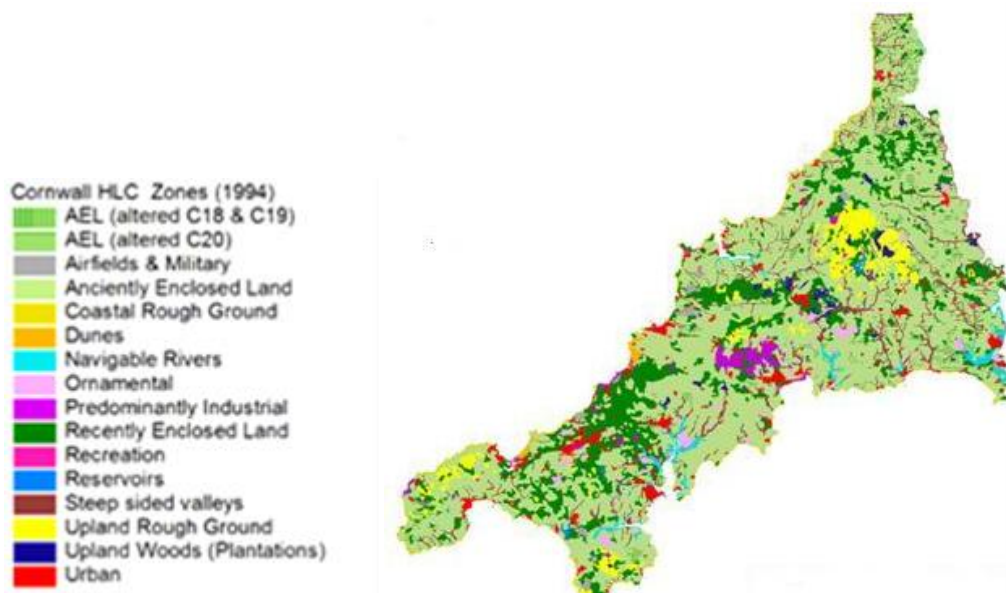 Cornwall HLC Zones (1994)
AEL (altered C18 & C19)
AEL (altered C20)
Airfields & Military
Anciently Enclosed Land
Coastal Rough Ground
Dunes
Navigable Rivers
Ornamental
Predominantly Industrial
Recently Enclosed Land
Recreation
Reservoirs
Steep sided valleys
Upland Rough Ground
Upland Woods (Plantations)
Urban